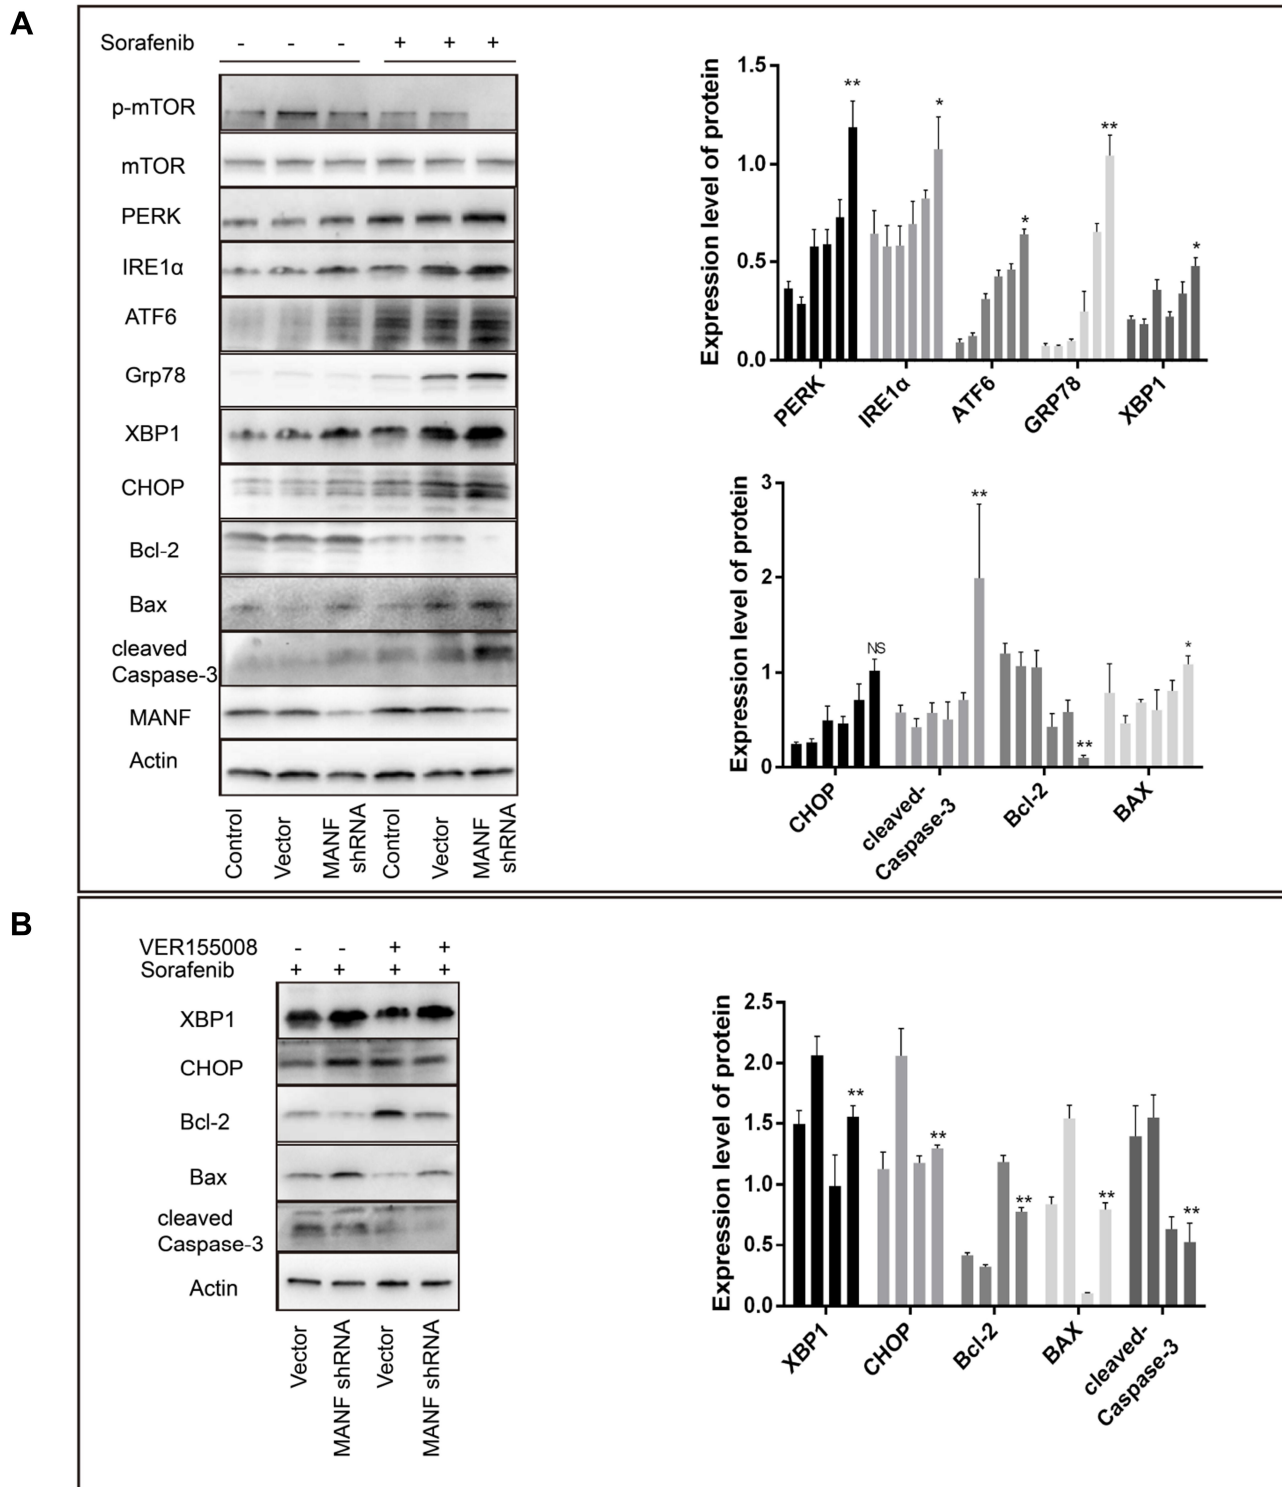 A
Sorafenib - - - + + +
p-mTOR
mTOR
PERK
IRE1α
ATF6
Grp78
XBP1
CHOP
Bcl-2
Bax
cleaved
Caspase-3
MANF
Actin
Control
Vector
MANF
shRNA
Control
Vector
MANF
shRNA
Expression level of protein
1.5
1.0
0.5
0.0
**
*
*
**
*
PERK
IRE1α
ATF6
GRP78
XBP1
Expression level of protein
3
2
1
0
NS
**
**
*
CHOP
cleaved-
Caspase-3
Bcl-2
BAX
B
VER155008 - - + +
Sorafenib + + + +
XBP1
CHOP
Bcl-2
Bax
cleaved
Caspase-3
Actin
Vector
MANF shRNA
Vector
MANF shRNA
Expression level of protein
2.5
2.0
1.5
1.0
0.5
0.0
**
**
**
**
**
XBP1
CHOP
Bcl-2
BAX
cleaved-
Caspase-3